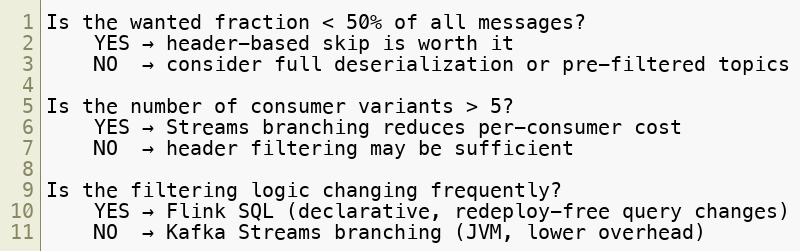 1 Is the wanted fraction < 50% of all messages?
2     YES → header-based skip is worth it
3     NO  → consider full deserialization or pre-filtered topics
4
5 Is the number of consumer variants > 5?
6     YES → Streams branching reduces per-consumer cost
7     NO  → header filtering may be sufficient
8
9 Is the filtering logic changing frequently?
10     YES → Flink SQL (declarative, redeploy-free query changes)
11     NO  → Kafka Streams branching (JVM, lower overhead)